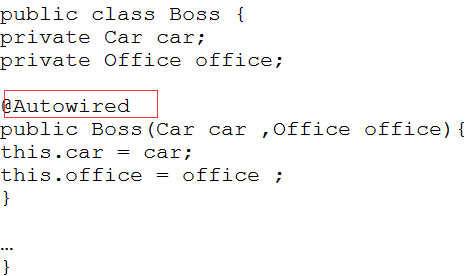 public class Boss {
private Car car;
private Office office;
@Autowired
public Boss(Car car ,Office office){
this.car = car;
this.office = office ;
}
…
}